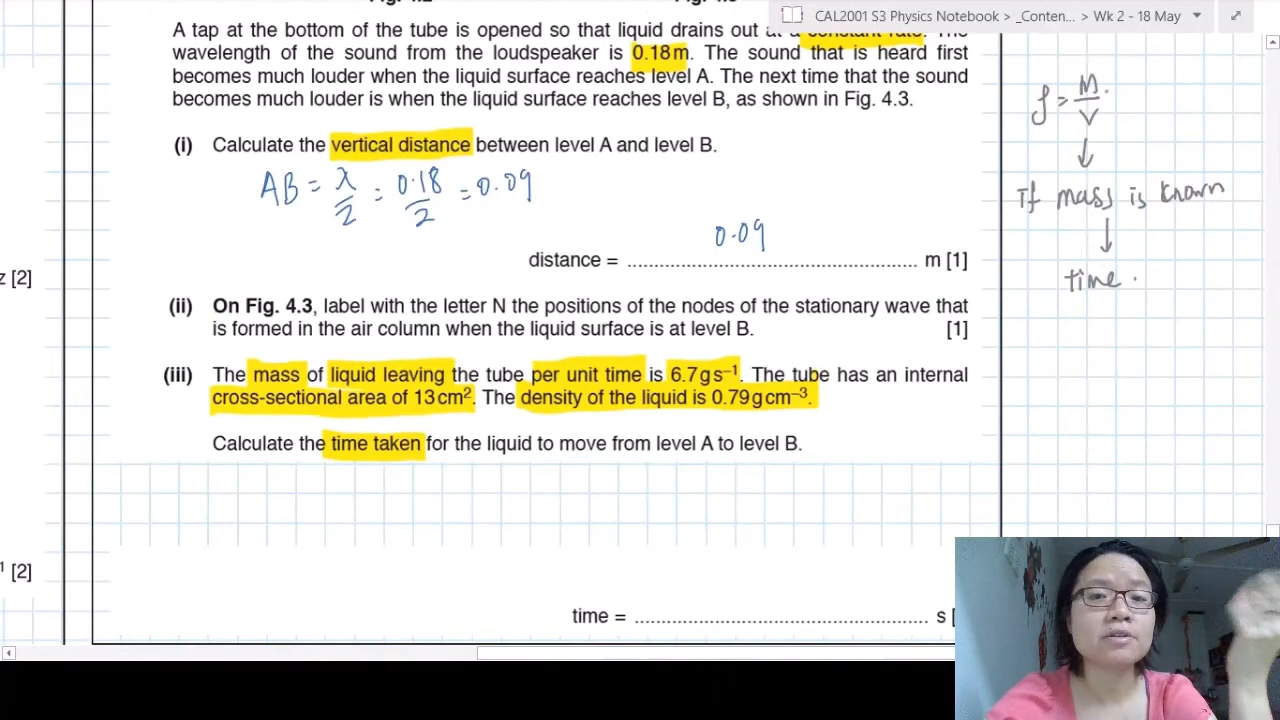 CAL2001 S3 Physics Notebook > _Conten... > Wk 2 - 18 May
A tap at the bottom of the tube is opened so that liquid drains out at a constant rate. The
wavelength of the sound from the loudspeaker is 0.18m. The sound that is heard first
becomes much louder when the liquid surface reaches level A. The next time that the sound
becomes much louder is when the liquid surface reaches level B, as shown in Fig. 4.3.
(i) Calculate the vertical distance between level A and level B.
AB = λ/2 = 0.18/2 = 0.09
0.09
distance = ........................................................ m [1]
z [2]
(ii) On Fig. 4.3, label with the letter N the positions of the nodes of the stationary wave that
is formed in the air column when the liquid surface is at level B. [1]
(iii) The mass of liquid leaving the tube per unit time is 6.7 g s⁻¹. The tube has an internal
cross-sectional area of 13 cm². The density of the liquid is 0.79 g cm⁻³.
Calculate the time taken for the liquid to move from level A to level B.
¹ [2]
time = ........................................................ s [
ρ = M/V
↓
If mass is known
↓
time.